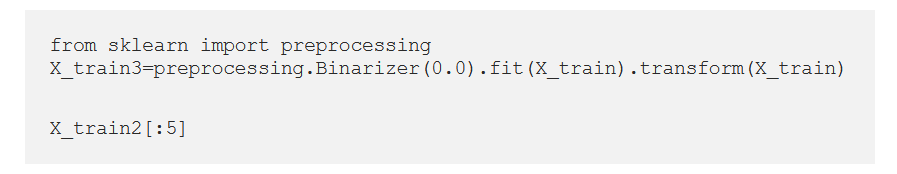 from sklearn import preprocessing
X_train3=preprocessing.Binarizer(0.0).fit(X_train).transform(X_train)
X_train2[:5]